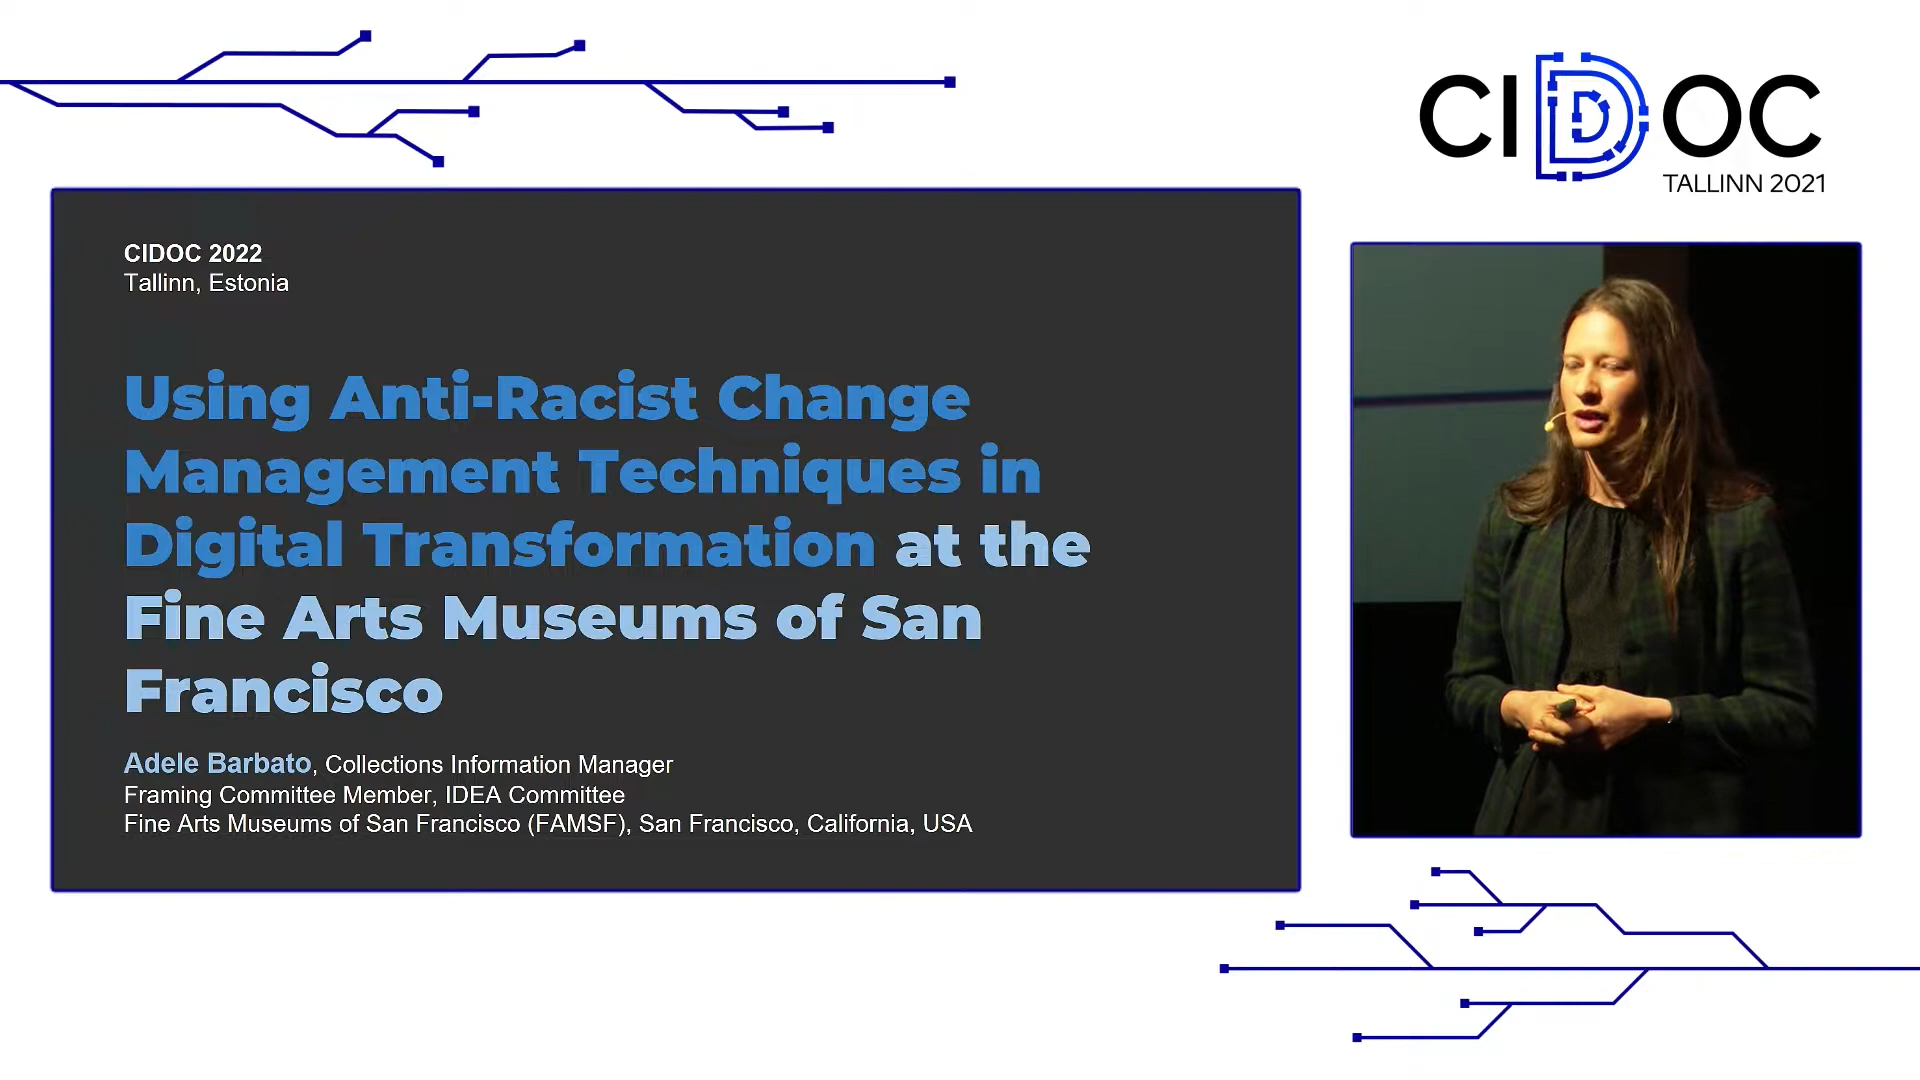 CIDOC
TALLINN 2021
CIDOC 2022
Tallinn, Estonia
Using Anti-Racist Change
Management Techniques in
Digital Transformation at the
Fine Arts Museums of San
Francisco
Adele Barbato, Collections Information Manager
Framing Committee Member, IDEA Committee
Fine Arts Museums of San Francisco (FAMSF), San Francisco, California, USA